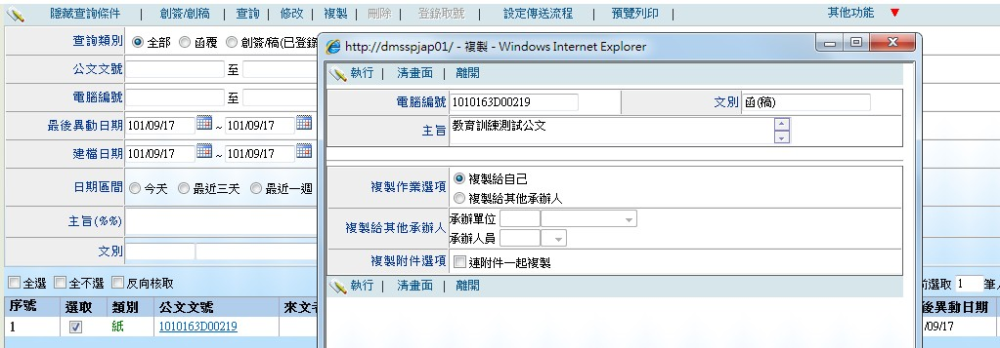 隱藏查詢條件 | 創簽/創稿 | 查詢 | 修改 | 複製 | 刪除 | 登錄取號 | 設定傳送流程 | 預覽列印 | 其他功能 ▼
查詢類別 全部 函覆 創簽/稿(已登錄
公文文號 至
電腦編號 至
最後異動日期 101/09/17 ~ 101/09/17
建檔日期 101/09/17 ~ 101/09/17
日期區間 今天 最近三天 最近一週
主旨(%%)
文別
全選 全不選 反向核取
前選取 1 筆
序號 選取 類別 公文文號 來文
後異動日期
1 紙 1010163D00219
/09/17
http://dmsspjap01/ - 複製 - Windows Internet Explorer
執行 | 清畫面 | 離開
電腦編號 1010163D00219 文別 函(稿)
主旨 教育訓練測試公文
複製作業選項 複製給自己
複製給其他承辦人
複製給其他承辦人 承辦單位
承辦人員
複製附件選項 連附件一起複製
執行 | 清畫面 | 離開